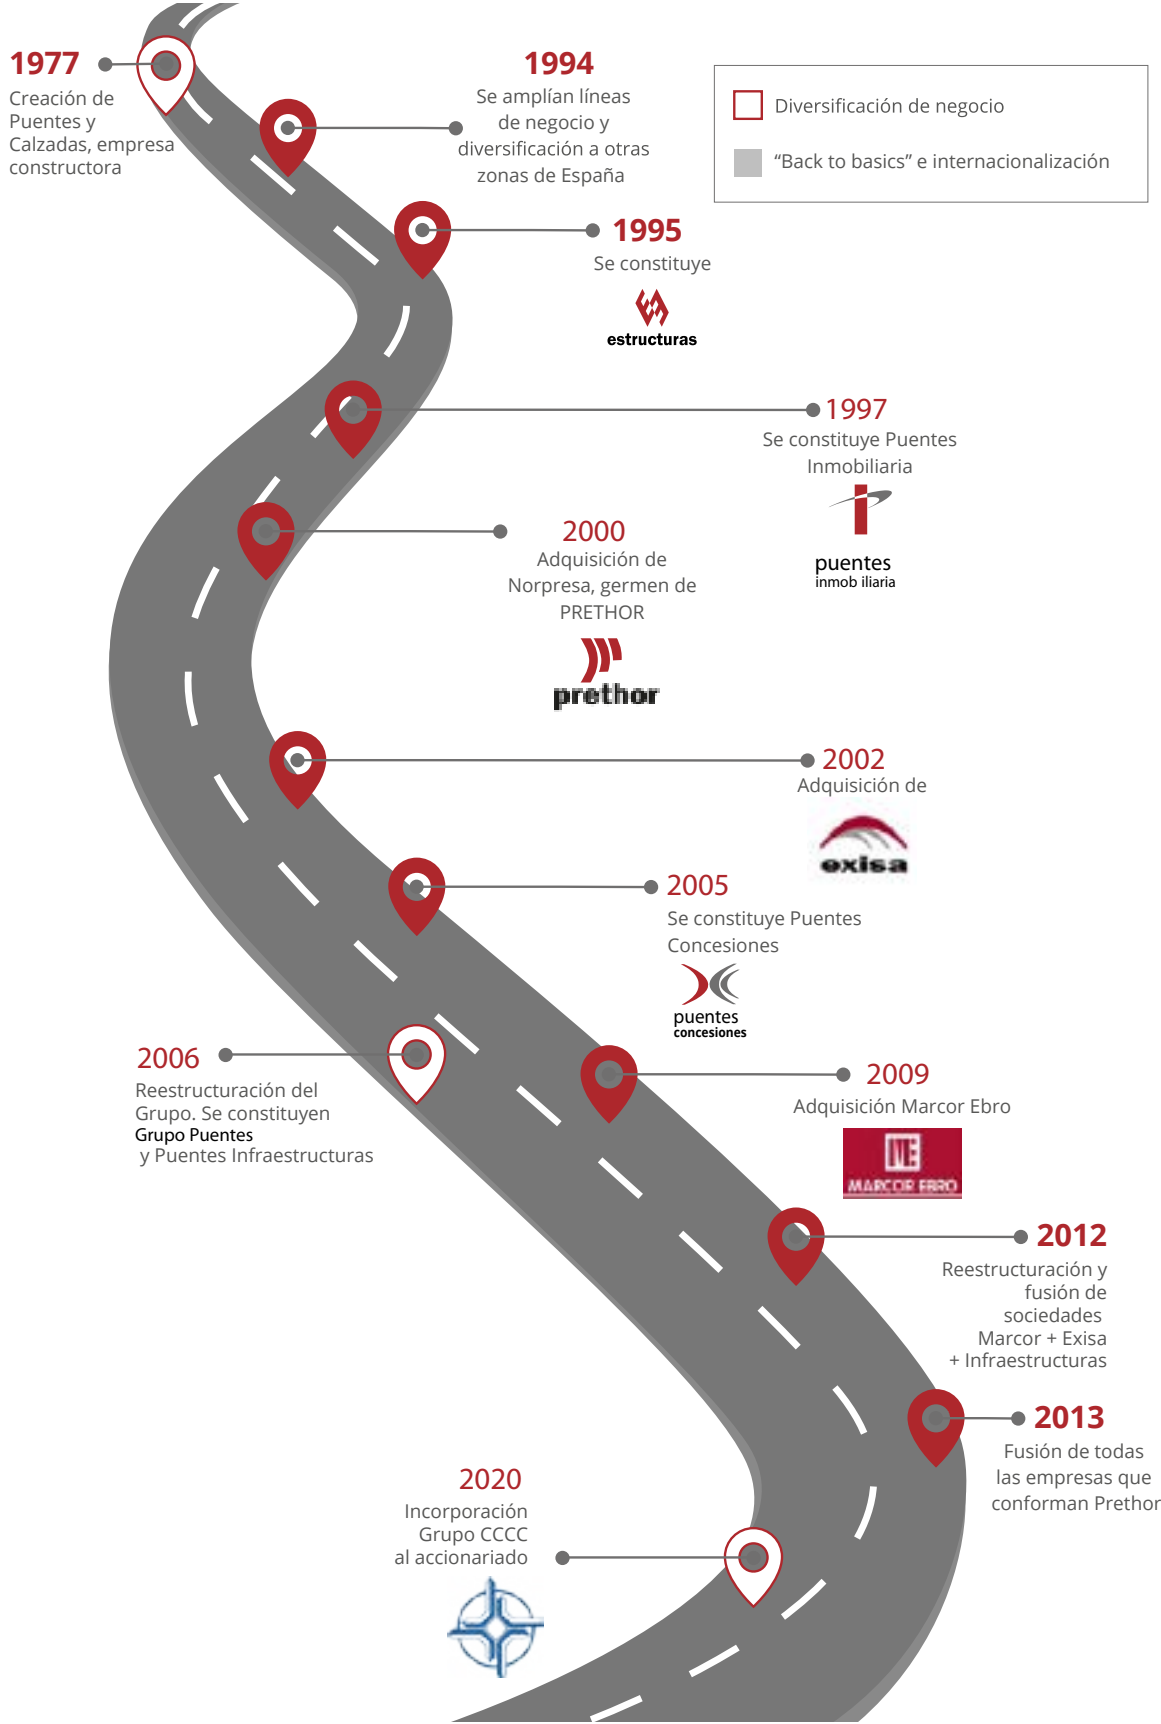 1977
Creación de
Puentes y
Calzadas, empresa
constructora
1994
Se amplían líneas
de negocio y
diversificación a otras
zonas de España
Diversificación de negocio
“Back to basics” e internacionalización
1995
Se constituye
estructuras
1997
Se constituye Puentes
Inmobiliaria
puentes
inmob iliaria
2000
Adquisición de
Norpresa, germen de
PRETHOR
prethor
2002
Adquisición de
exisa
2005
Se constituye Puentes
Concesiones
puentes
concesiones
2006
Reestructuración del
Grupo. Se constituyen
Grupo Puentes
y Puentes Infraestructuras
2009
Adquisición Marcor Ebro
ME
MARCOR EBRO
2012
Reestructuración y
fusión de
sociedades
Marcor + Exisa
+ Infraestructuras
2013
Fusión de todas
las empresas que
conforman Prethor
2020
Incorporación
Grupo CCCC
al accionariado